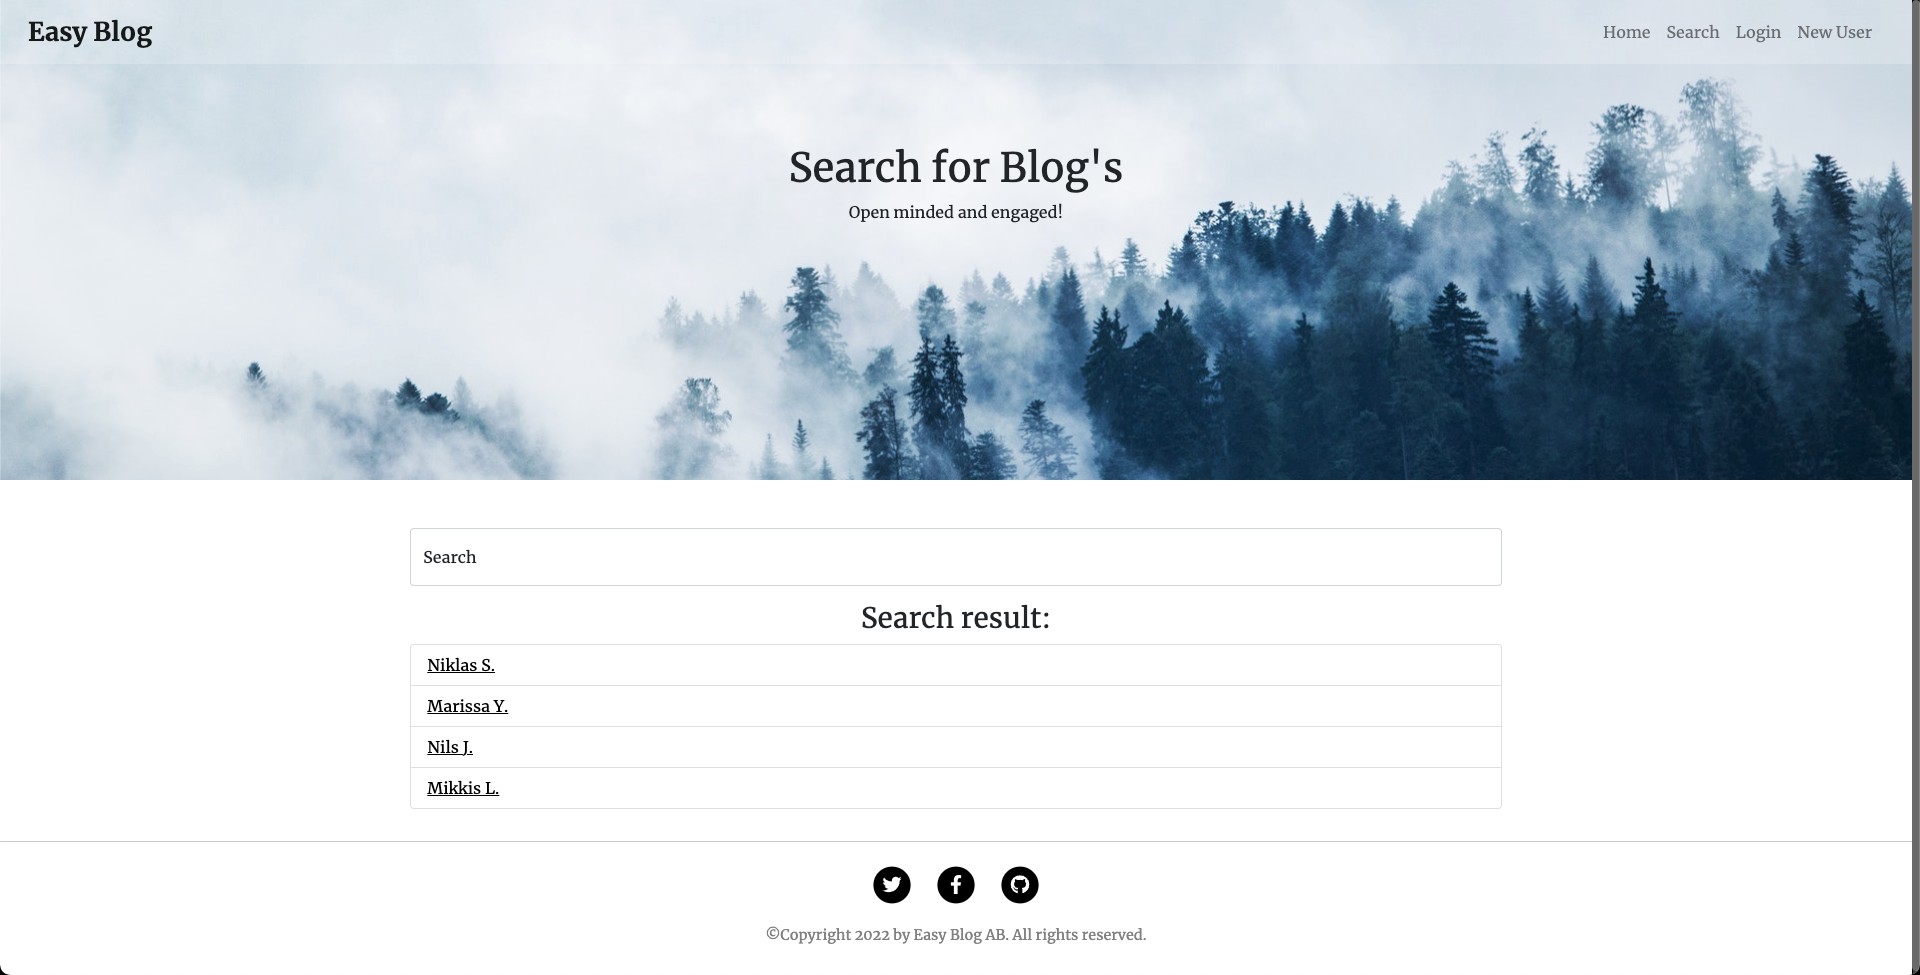 Easy Blog
Home Search Login New User
Search for Blog's
Open minded and engaged!
Search
Search result:
Niklas S.
Marissa Y.
Nils J.
Mikkis L.
©Copyright 2022 by Easy Blog AB. All rights reserved.